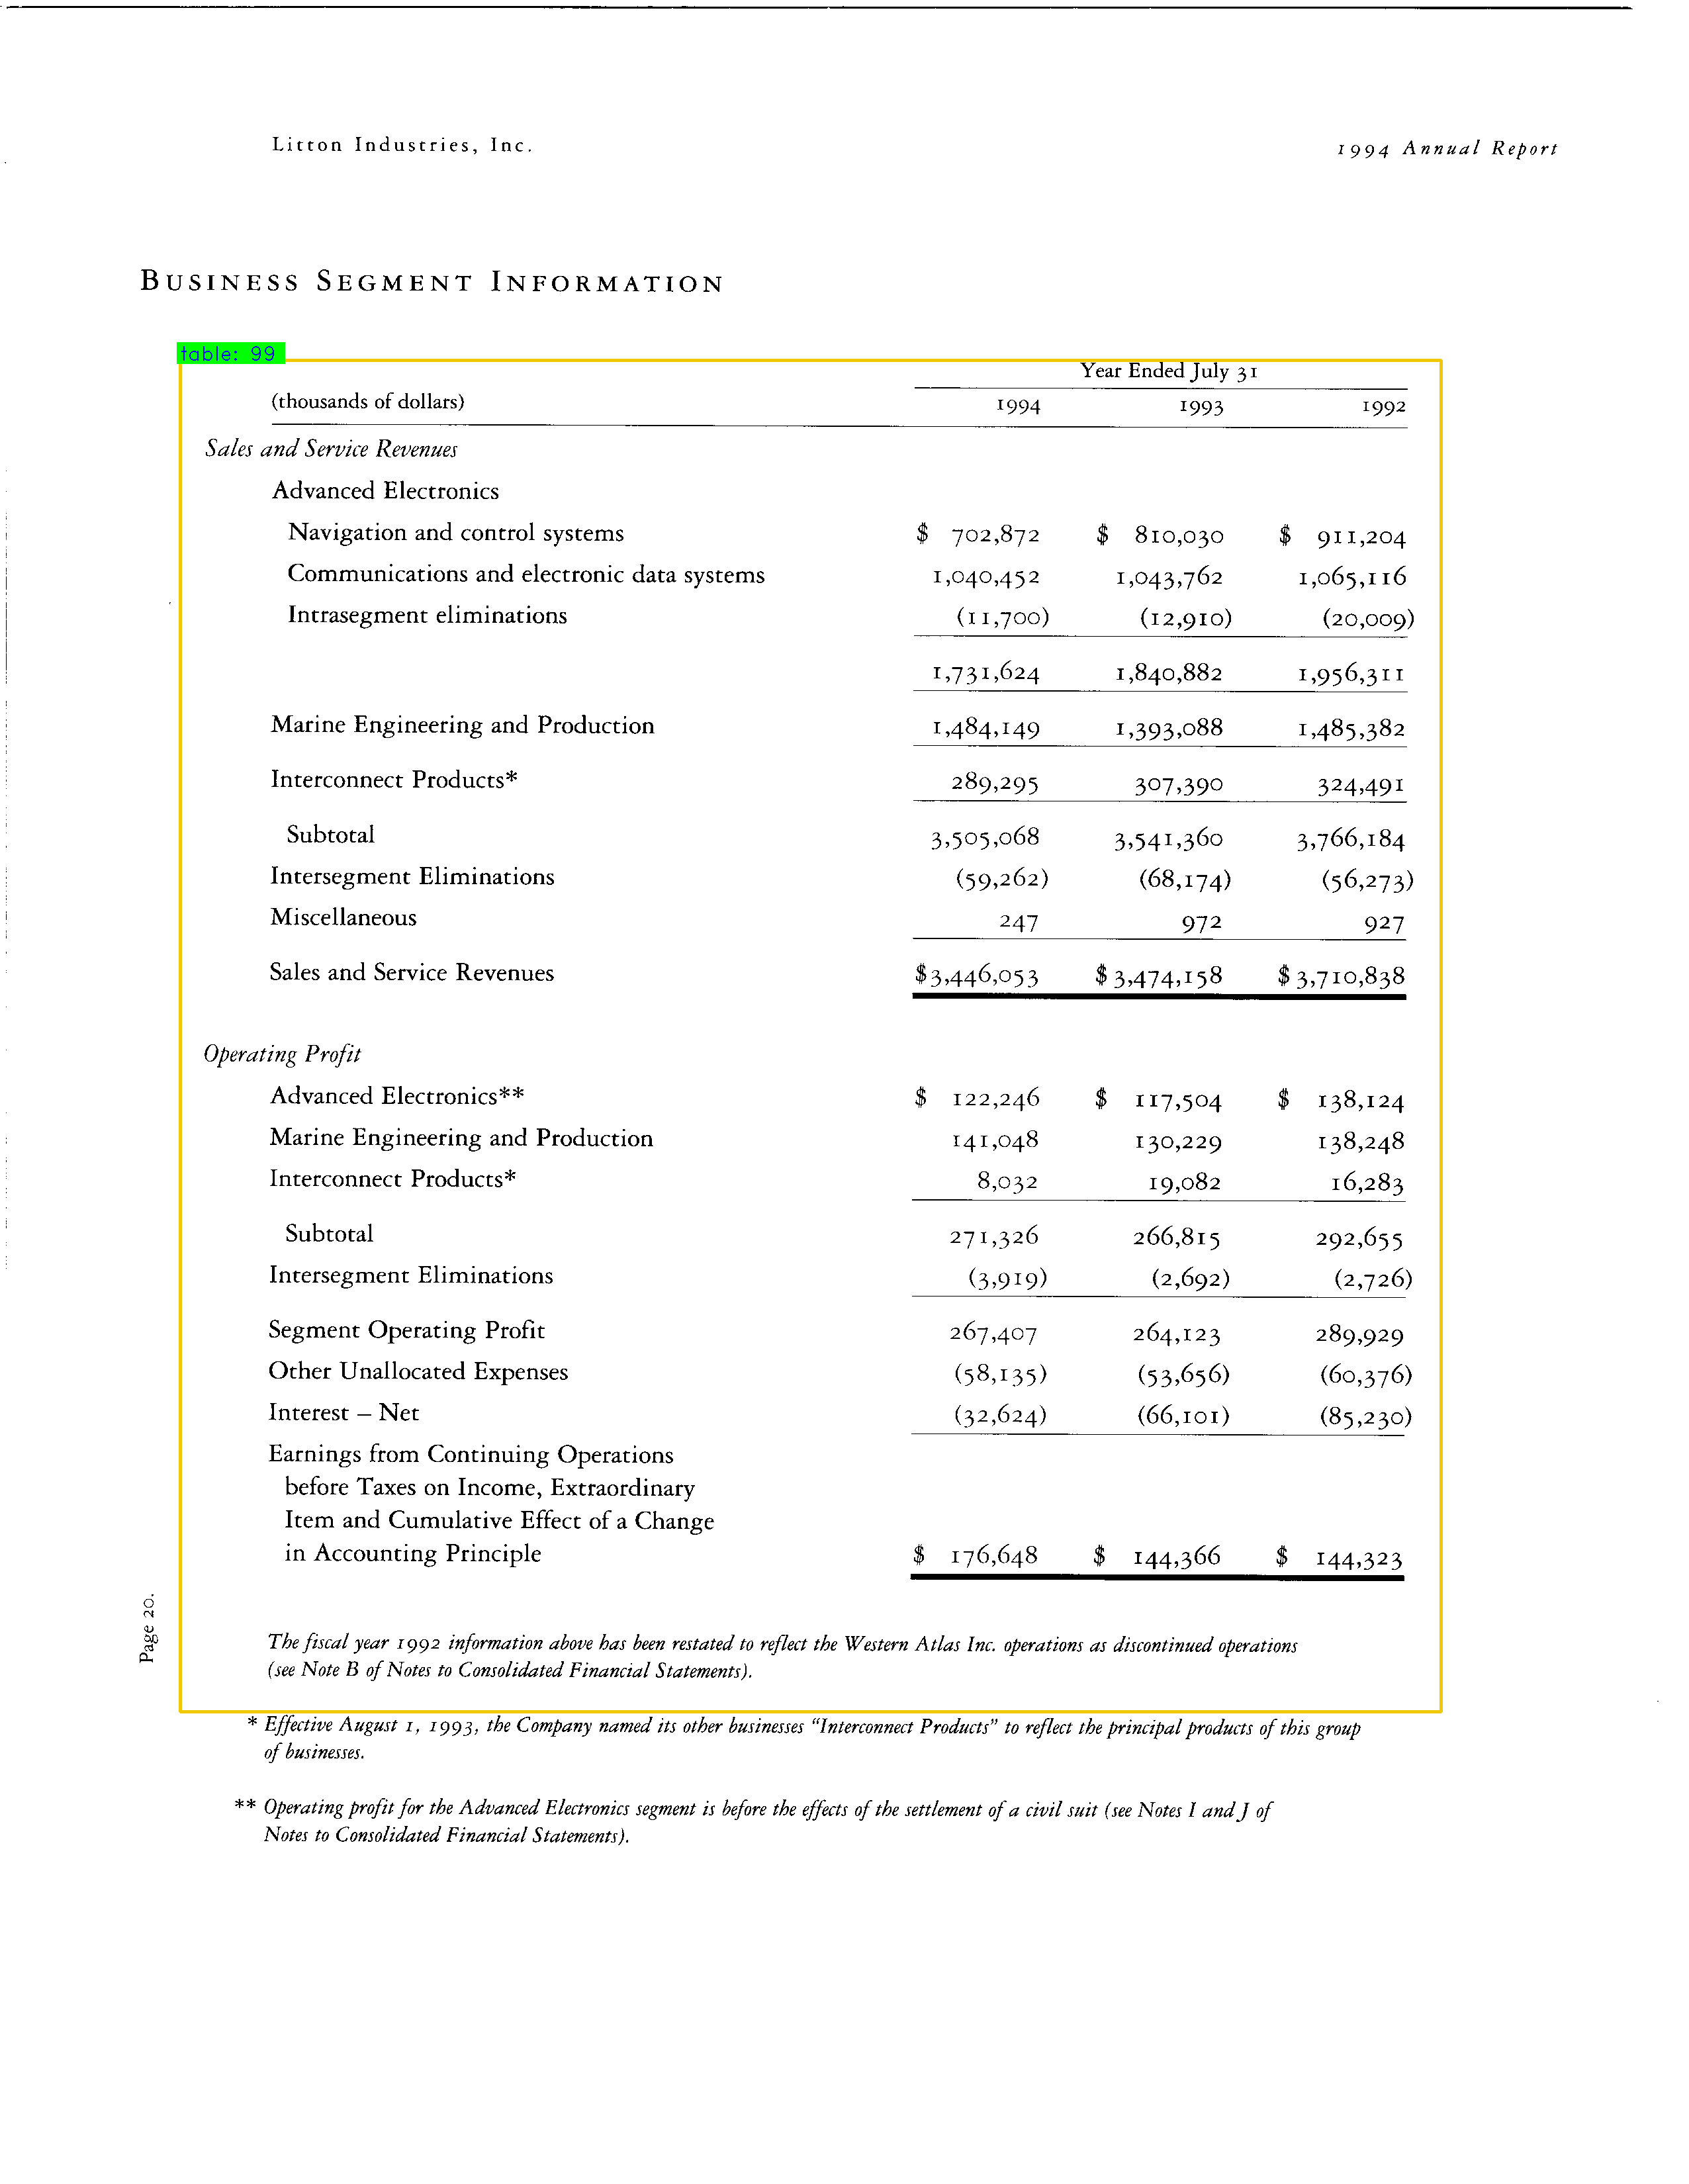 Litton Industries, Inc. 1994 Annual Report
BUSINESS SEGMENT INFORMATION
table: 99
Year Ended July 31
(thousands of dollars) 1994 1993 1992
Sales and Service Revenues
Advanced Electronics
Navigation and control systems $ 702,872 $ 810,030 $ 911,204
Communications and electronic data systems 1,040,452 1,043,762 1,065,116
Intrasegment eliminations (11,700) (12,910) (20,009)
1,731,624 1,840,882 1,956,311
Marine Engineering and Production 1,484,149 1,393,088 1,485,382
Interconnect Products* 289,295 307,390 324,491
Subtotal 3,505,068 3,541,360 3,766,184
Intersegment Eliminations (59,262) (68,174) (56,273)
Miscellaneous 247 972 927
Sales and Service Revenues $3,446,053 $3,474,158 $3,710,838
Operating Profit
Advanced Electronics** $ 122,246 $ 117,504 $ 138,124
Marine Engineering and Production 141,048 130,229 138,248
Interconnect Products* 8,032 19,082 16,283
Subtotal 271,326 266,815 292,655
Intersegment Eliminations (3,919) (2,692) (2,726)
Segment Operating Profit 267,407 264,123 289,929
Other Unallocated Expenses (58,135) (53,656) (60,376)
Interest – Net (32,624) (66,101) (85,230)
Earnings from Continuing Operations
before Taxes on Income, Extraordinary
Item and Cumulative Effect of a Change
in Accounting Principle $ 176,648 $ 144,366 $ 144,323
Page 20.
The fiscal year 1992 information above has been restated to reflect the Western Atlas Inc. operations as discontinued operations
(see Note B of Notes to Consolidated Financial Statements).
* Effective August 1, 1993, the Company named its other businesses “Interconnect Products” to reflect the principal products of this group
of businesses.
** Operating profit for the Advanced Electronics segment is before the effects of the settlement of a civil suit (see Notes I and J of
Notes to Consolidated Financial Statements).